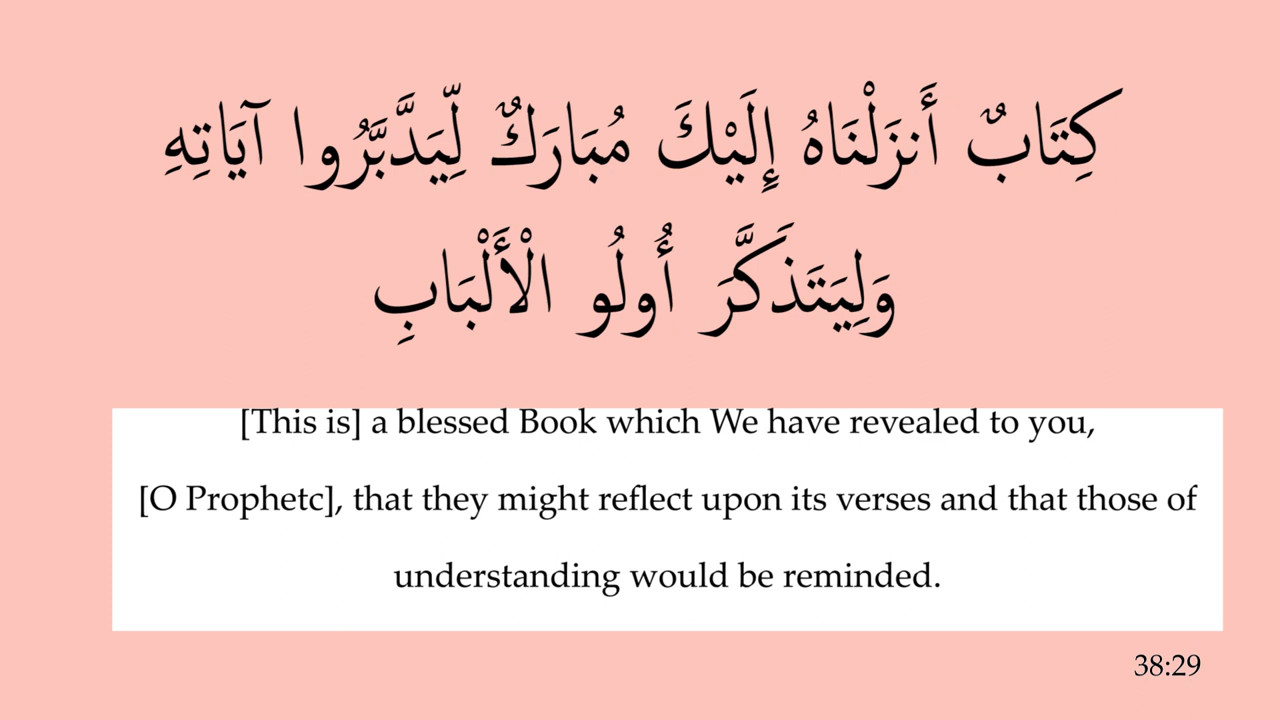 كِتَابٌ أَنزَلْنَاهُ إِلَيْكَ مُبَارَكٌ لِّيَدَّبَّرُوا آيَاتِهِ
وَلِيَتَذَكَّرَ أُولُو الْأَلْبَابِ
[This is] a blessed Book which We have revealed to you,
[O Prophetc], that they might reflect upon its verses and that those of
understanding would be reminded.
38:29